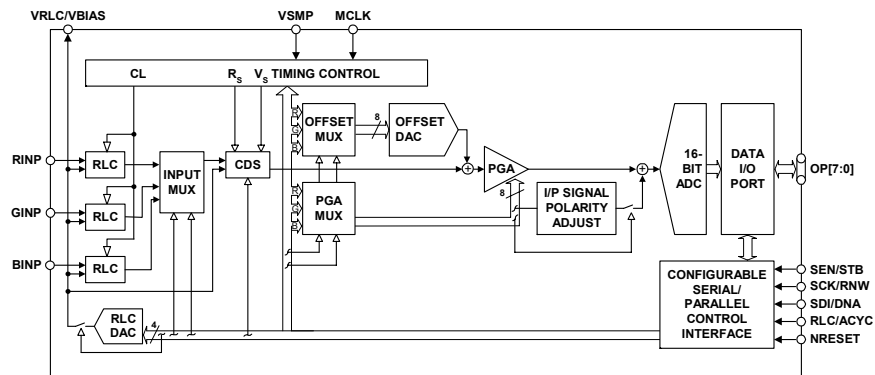 VRLC/VBIAS
VSMP
MCLK
CL
RS
VS TIMING CONTROL
R
G
B
OFFSET
MUX
8
OFFSET
DAC
RINP
RLC
INPUT
MUX
CDS
+
PGA
+
16-
BIT
ADC
DATA
I/O
PORT
OP[7:0]
GINP
RLC
R
G
B
PGA
MUX
8
I/P SIGNAL
POLARITY
ADJUST
BINP
RLC
CONFIGURABLE
SERIAL/
PARALLEL
CONTROL
INTERFACE
SEN/STB
SCK/RNW
SDI/DNA
RLC/ACYC
NRESET
RLC
DAC
4